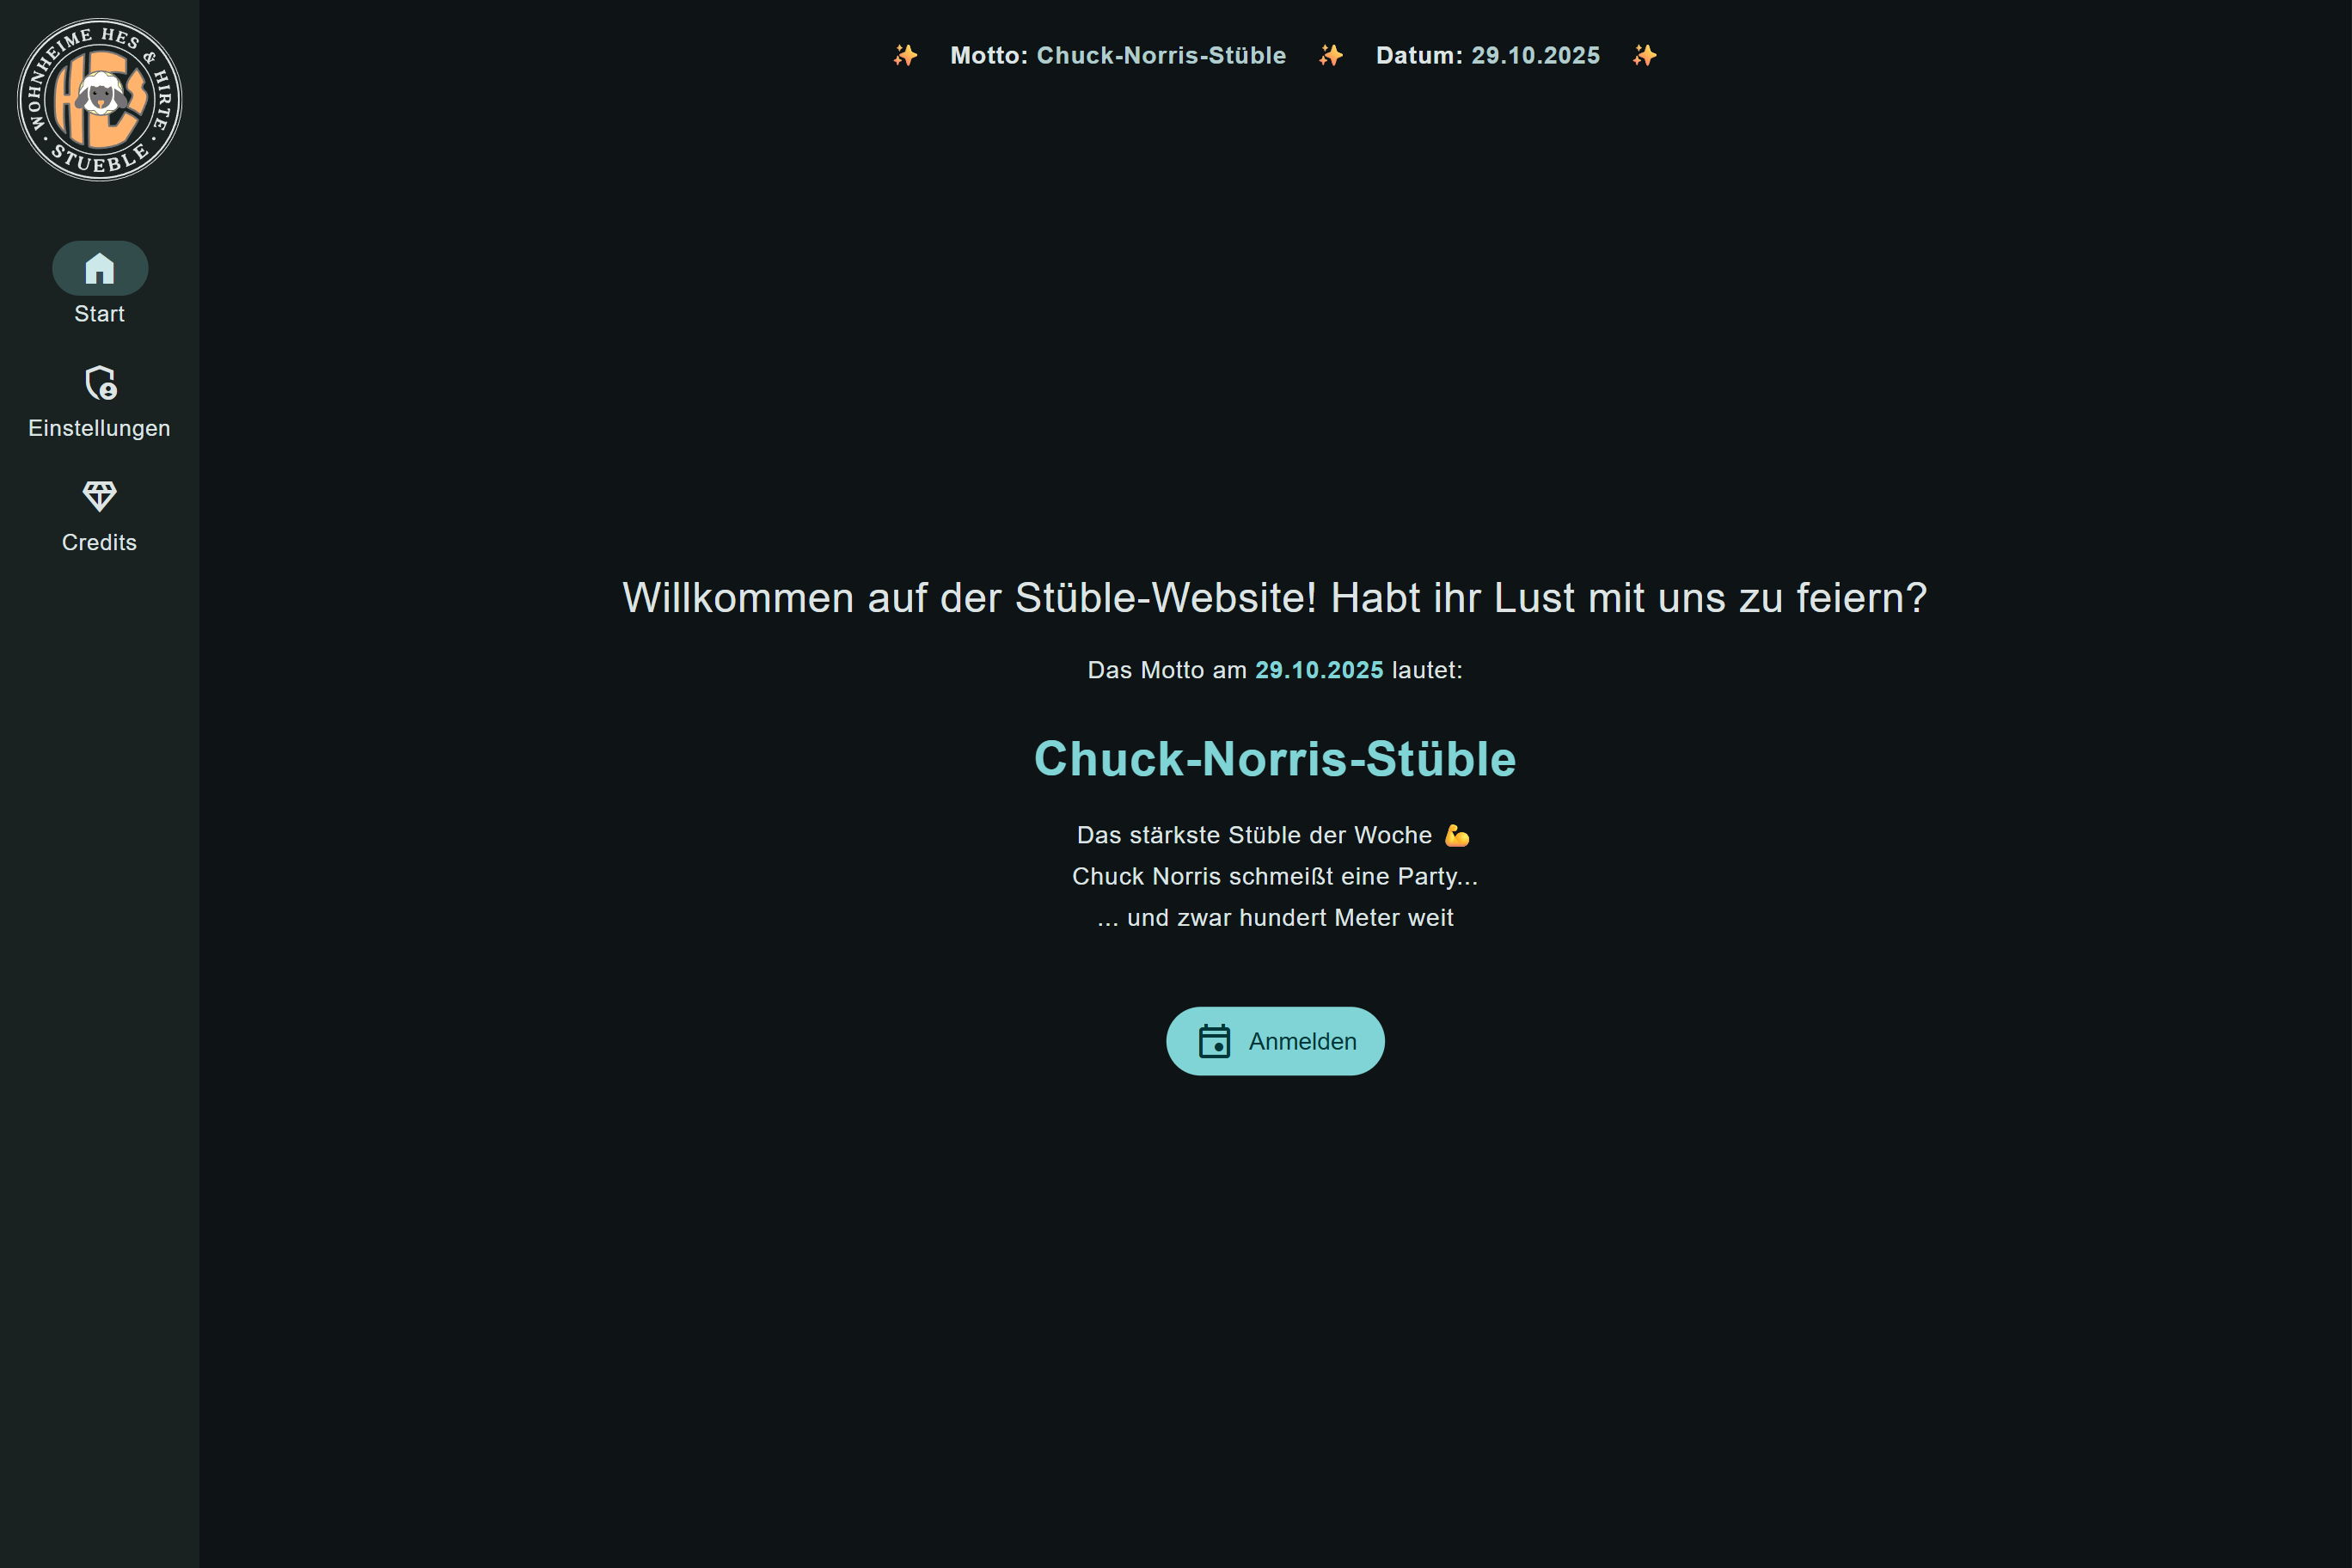 WOHNHEIME HES & HIRTE
HES
· STUEBLE ·
✨ Motto: Chuck-Norris-Stüble ✨ Datum: 29.10.2025 ✨
Start
Einstellungen
Credits
Willkommen auf der Stüble-Website! Habt ihr Lust mit uns zu feiern?
Das Motto am 29.10.2025 lautet:
Chuck-Norris-Stüble
Das stärkste Stüble der Woche 💪
Chuck Norris schmeißt eine Party...
... und zwar hundert Meter weit
Anmelden